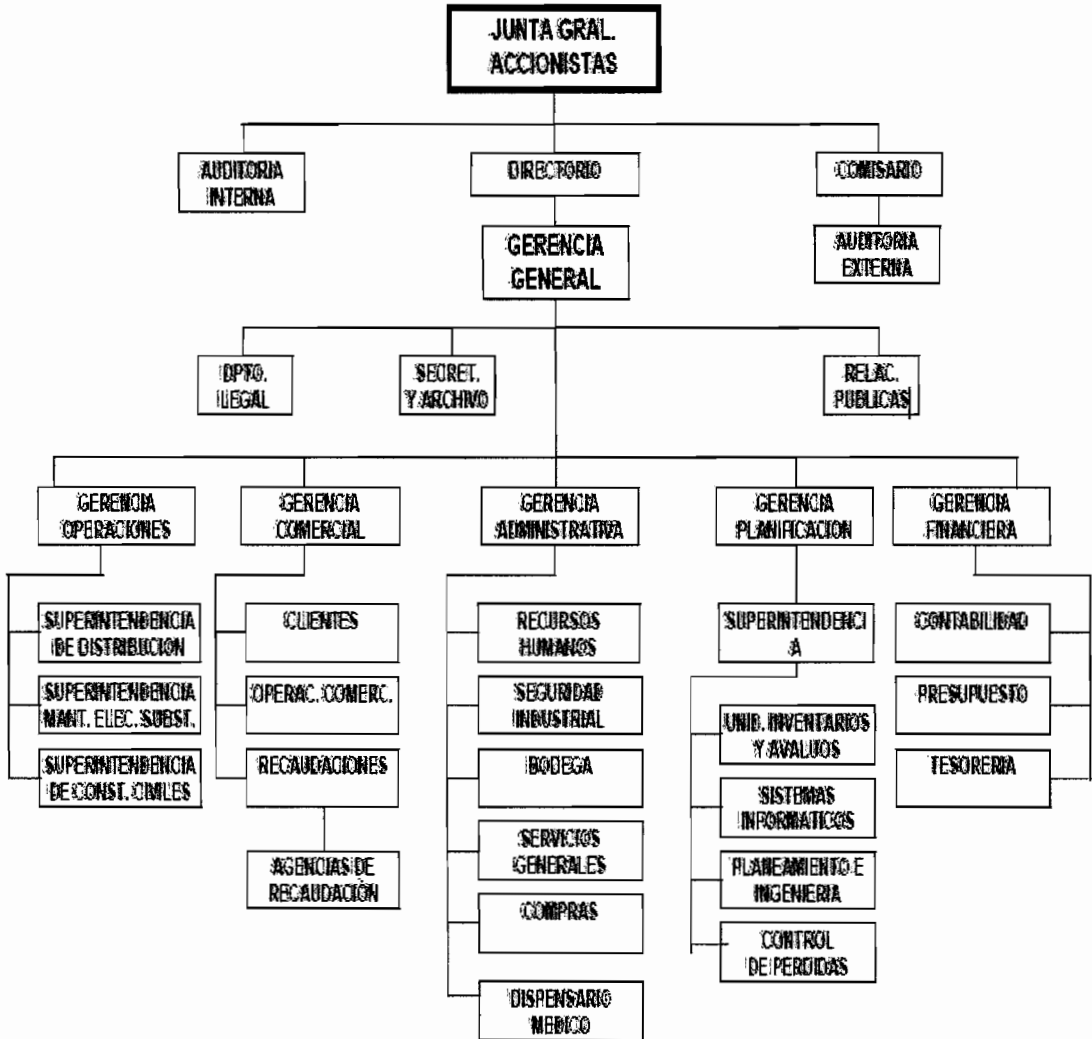 JUNTA GRAL.
ACCIONISTAS
AUDITORIA
INTERNA
DIRECTORIO
COMISARIO
GERENCIA
GENERAL
AUDITORIA
EXTERNA
DPTO.
LEGAL
SECRET.
Y ARCHIVO
RELAC.
PUBLICAS
GERENCIA
OPERACIONES
GERENCIA
COMERCIAL
GERENCIA
ADMINISTRATIVA
GERENCIA
PLANIFICACION
GERENCIA
FINANCIERA
SUPERINTENDENCIA
DE DISTRIBUCION
SUPERINTENDENCIA
MANT. ELEC. SUBST.
SUPERINTENDENCIA
DE CONST. CIVILES
CLIENTES
OPERAC. COMERC.
RECAUDACIONES
AGENCIAS DE
RECAUDACIÒN
RECURSOS
HUMANOS
SEGURIDAD
INDUSTRIAL
BODEGA
SERVICIOS
GENERALES
COMPRAS
DISPENSARIO
MEDICO
SUPERINTENDENCI
A
UNID. INVENTARIOS
Y AVALUOS
SISTEMAS
INFORMATICOS
PLANEAMIENTO E
INGENIERIA
CONTROL
DE PERDIDAS
CONTABILIDAD
PRESUPUESTO
TESORERIA